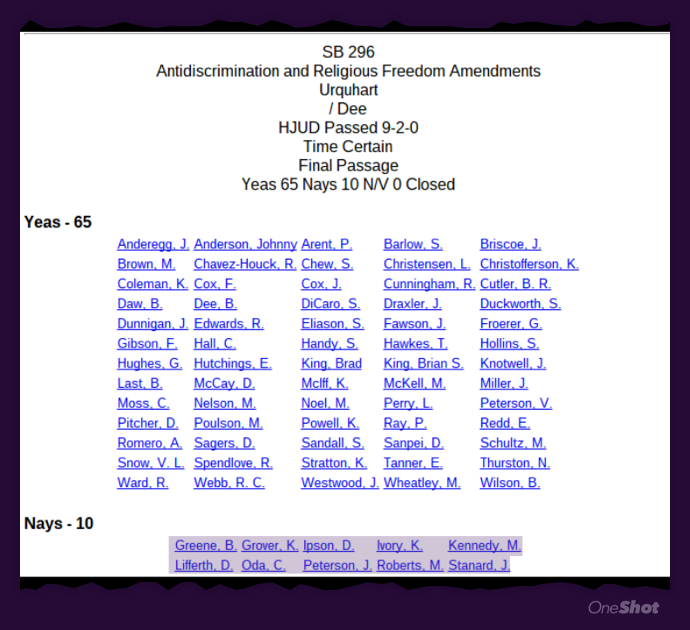 SB 296
Antidiscrimination and Religious Freedom Amendments
Urquhart
/ Dee
HJUD Passed 9-2-0
Time Certain
Final Passage
Yeas 65 Nays 10 N/V 0 Closed
Yeas - 65
Anderegg, J. Anderson, Johnny Arent, P. Barlow, S. Briscoe, J.
Brown, M. Chavez-Houck, R. Chew, S. Christensen, L. Christofferson, K.
Coleman, K. Cox, F. Cox, J. Cunningham, R. Cutler, B. R.
Daw, B. Dee, B. DiCaro, S. Draxler, J. Duckworth, S.
Dunnigan, J. Edwards, R. Eliason, S. Fawson, J. Froerer, G.
Gibson, F. Hall, C. Handy, S. Hawkes, T. Hollins, S.
Hughes, G. Hutchings, E. King, Brad King, Brian S. Knotwell, J.
Last, B. McCay, D. McIff, K. McKell, M. Miller, J.
Moss, C. Nelson, M. Noel, M. Perry, L. Peterson, V.
Pitcher, D. Poulson, M. Powell, K. Ray, P. Redd, E.
Romero, A. Sagers, D. Sandall, S. Sanpei, D. Schultz, M.
Snow, V. L. Spendlove, R. Stratton, K. Tanner, E. Thurston, N.
Ward, R. Webb, R. C. Westwood, J. Wheatley, M. Wilson, B.
Nays - 10
Greene, B. Grover, K. Ipson, D. Ivory, K. Kennedy, M.
Lifferth, D. Oda, C. Peterson, J. Roberts, M. Stanard, J.
OneShot